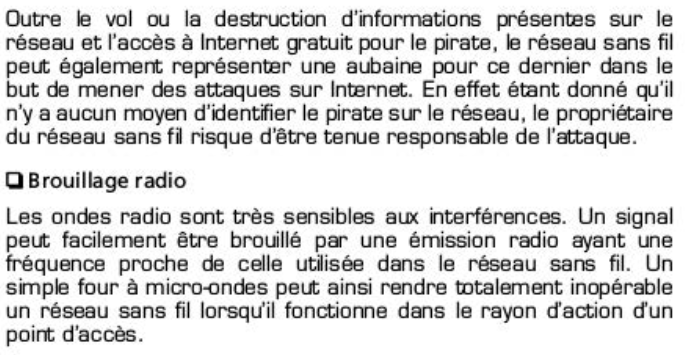 Outre le vol ou la destruction d'informations présentes sur le
réseau et l'accès à Internet gratuit pour le pirate, le réseau sans fil
peut également représenter une aubaine pour ce dernier dans le
but de mener des attaques sur Internet. En effet étant donné qu'il
n'y a aucun moyen d'identifier le pirate sur le réseau, le propriétaire
du réseau sans fil risque d'être tenue responsable de l'attaque.
❑ Brouillage radio
Les ondes radio sont très sensibles aux interférences. Un signal
peut facilement être brouillé par une émission radio ayant une
fréquence proche de celle utilisée dans le réseau sans fil. Un
simple four à micro-ondes peut ainsi rendre totalement inopérable
un réseau sans fil lorsqu'il fonctionne dans le rayon d'action d'un
point d'accès.